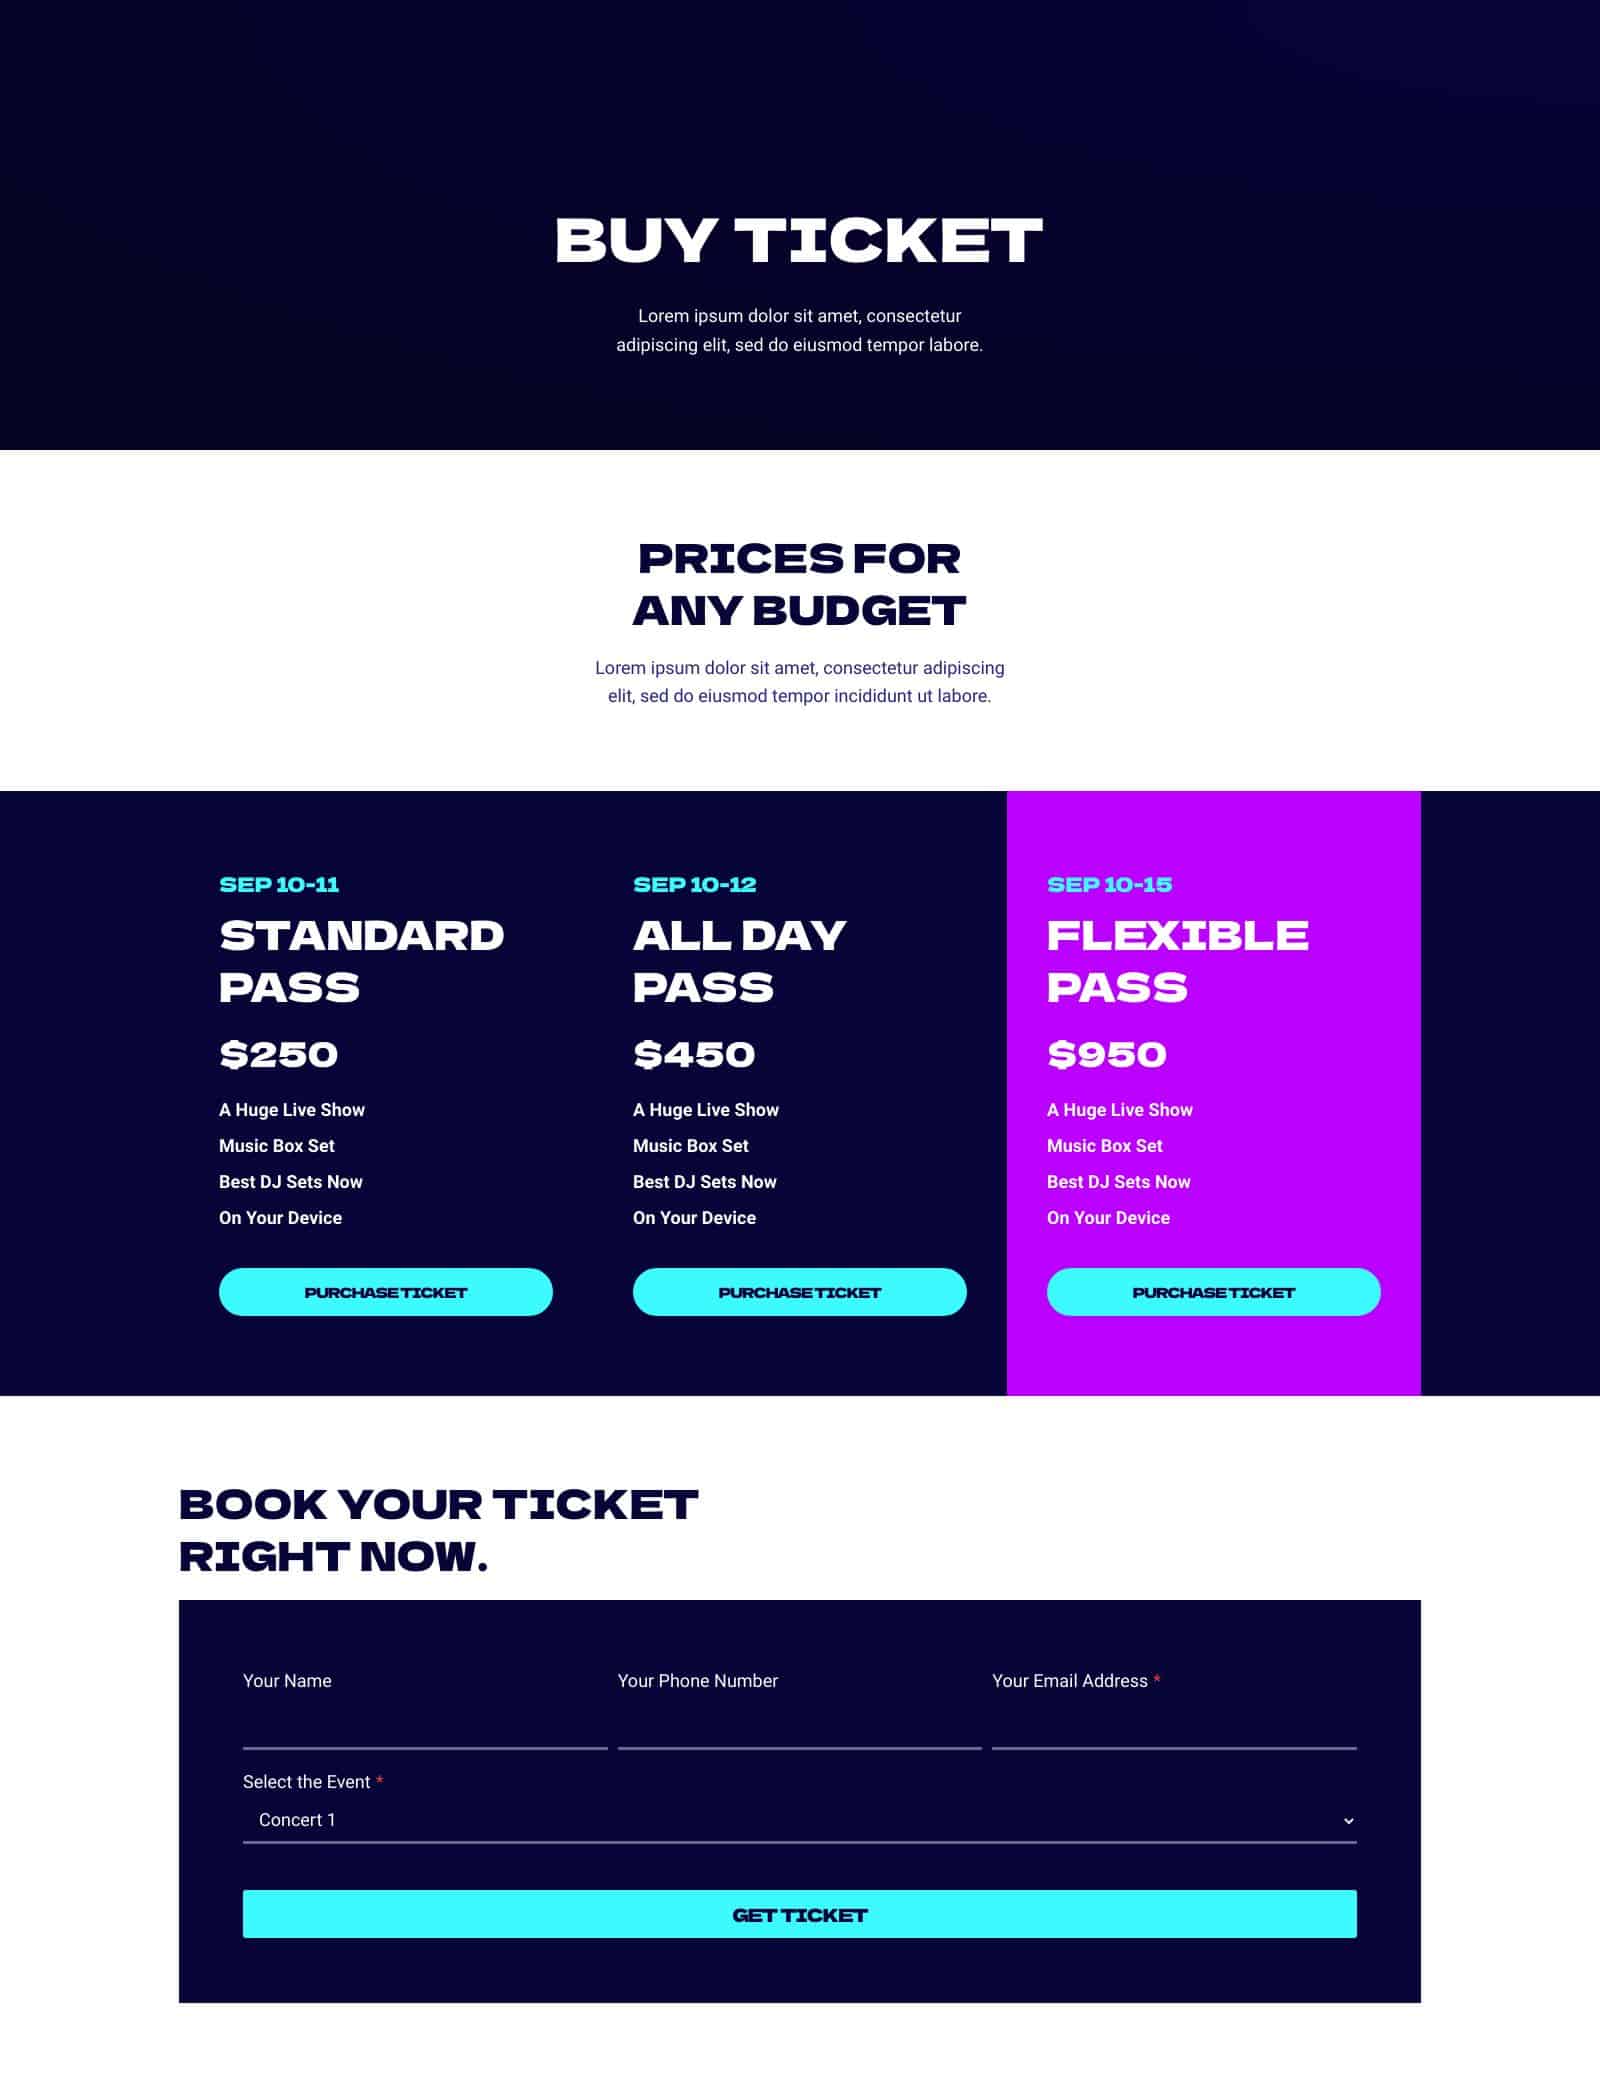 BUY TICKET
Lorem ipsum dolor sit amet, consectetur
adipiscing elit, sed do eiusmod tempor labore.
PRICES FOR
ANY BUDGET
Lorem ipsum dolor sit amet, consectetur adipiscing
elit, sed do eiusmod tempor incididunt ut labore.
SEP 10-11
STANDARD
PASS
$250
A Huge Live Show
Music Box Set
Best DJ Sets Now
On Your Device
PURCHASE TICKET
SEP 10-12
ALL DAY
PASS
$450
A Huge Live Show
Music Box Set
Best DJ Sets Now
On Your Device
PURCHASE TICKET
SEP 10-15
FLEXIBLE
PASS
$950
A Huge Live Show
Music Box Set
Best DJ Sets Now
On Your Device
PURCHASE TICKET
BOOK YOUR TICKET
RIGHT NOW.
Your Name
Your Phone Number
Your Email Address *
Select the Event *
Concert 1
GET TICKET